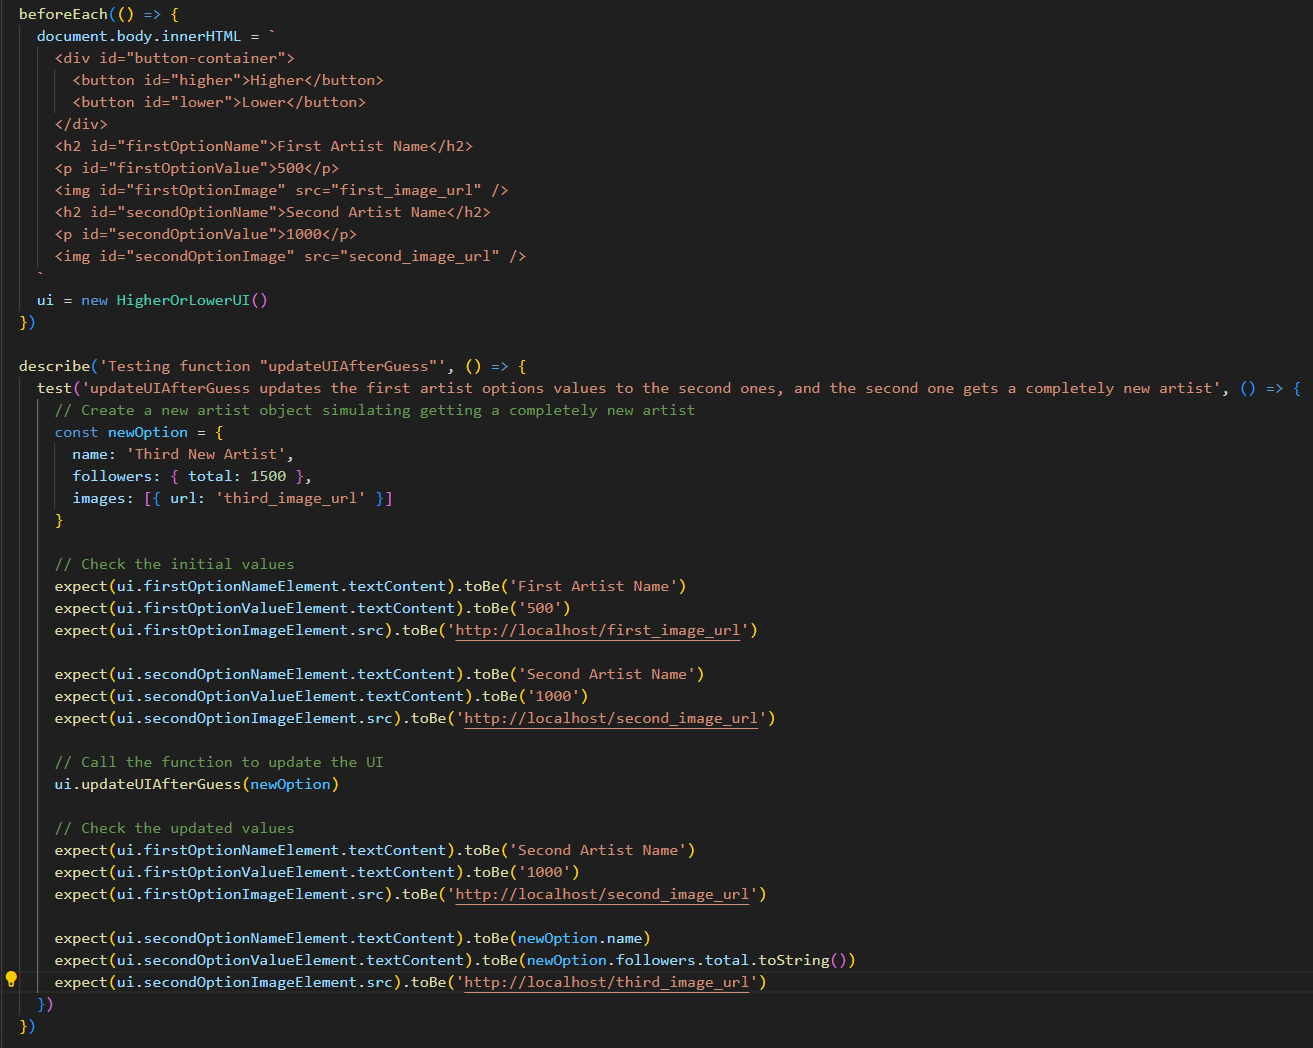 beforeEach(() => {
  document.body.innerHTML = `
    <div id="button-container">
      <button id="higher">Higher</button>
      <button id="lower">Lower</button>
    </div>
    <h2 id="firstOptionName">First Artist Name</h2>
    <p id="firstOptionValue">500</p>
    <img id="firstOptionImage" src="first_image_url" />
    <h2 id="secondOptionName">Second Artist Name</h2>
    <p id="secondOptionValue">1000</p>
    <img id="secondOptionImage" src="second_image_url" />
  `
  ui = new HigherOrLowerUI()
})

describe('Testing function "updateUIAfterGuess"', () => {
  test('updateUIAfterGuess updates the first artist options values to the second ones, and the second one gets a completely new artist', () => {
    // Create a new artist object simulating getting a completely new artist
    const newOption = {
      name: 'Third New Artist',
      followers: { total: 1500 },
      images: [{ url: 'third_image_url' }]
    }

    // Check the initial values
    expect(ui.firstOptionNameElement.textContent).toBe('First Artist Name')
    expect(ui.firstOptionValueElement.textContent).toBe('500')
    expect(ui.firstOptionImageElement.src).toBe('http://localhost/first_image_url')

    expect(ui.secondOptionNameElement.textContent).toBe('Second Artist Name')
    expect(ui.secondOptionValueElement.textContent).toBe('1000')
    expect(ui.secondOptionImageElement.src).toBe('http://localhost/second_image_url')

    // Call the function to update the UI
    ui.updateUIAfterGuess(newOption)

    // Check the updated values
    expect(ui.firstOptionNameElement.textContent).toBe('Second Artist Name')
    expect(ui.firstOptionValueElement.textContent).toBe('1000')
    expect(ui.firstOptionImageElement.src).toBe('http://localhost/second_image_url')

    expect(ui.secondOptionNameElement.textContent).toBe(newOption.name)
    expect(ui.secondOptionValueElement.textContent).toBe(newOption.followers.total.toString())
    expect(ui.secondOptionImageElement.src).toBe('http://localhost/third_image_url')
  })
})